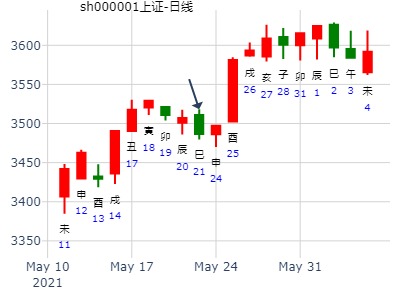 sh000001上证-日线
3600
3550
3500
3450
3400
3350
未
11
申
12
酉
13
戌
14
丑
17
寅
18
卯
19
辰
20
巳
21
申
24
酉
25
戌
26
亥
27
子
28
卯
31
辰
1
巳
2
午
3
未
4
May 10
2021
May 17
May 24
May 31